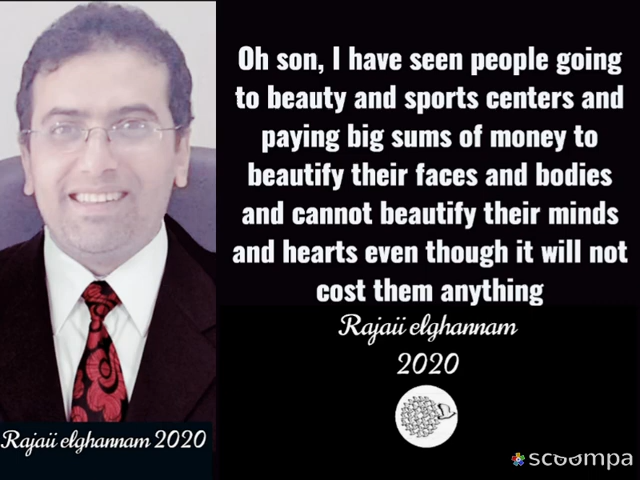 Oh son, I have seen people going
to beauty and sports centers and
paying big sums of money to
beautify their faces and bodies
and cannot beautify their minds
and hearts even though it will not
cost them anything
Rajaii elghannam
2020
Rajaii elghannam 2020
scoompa